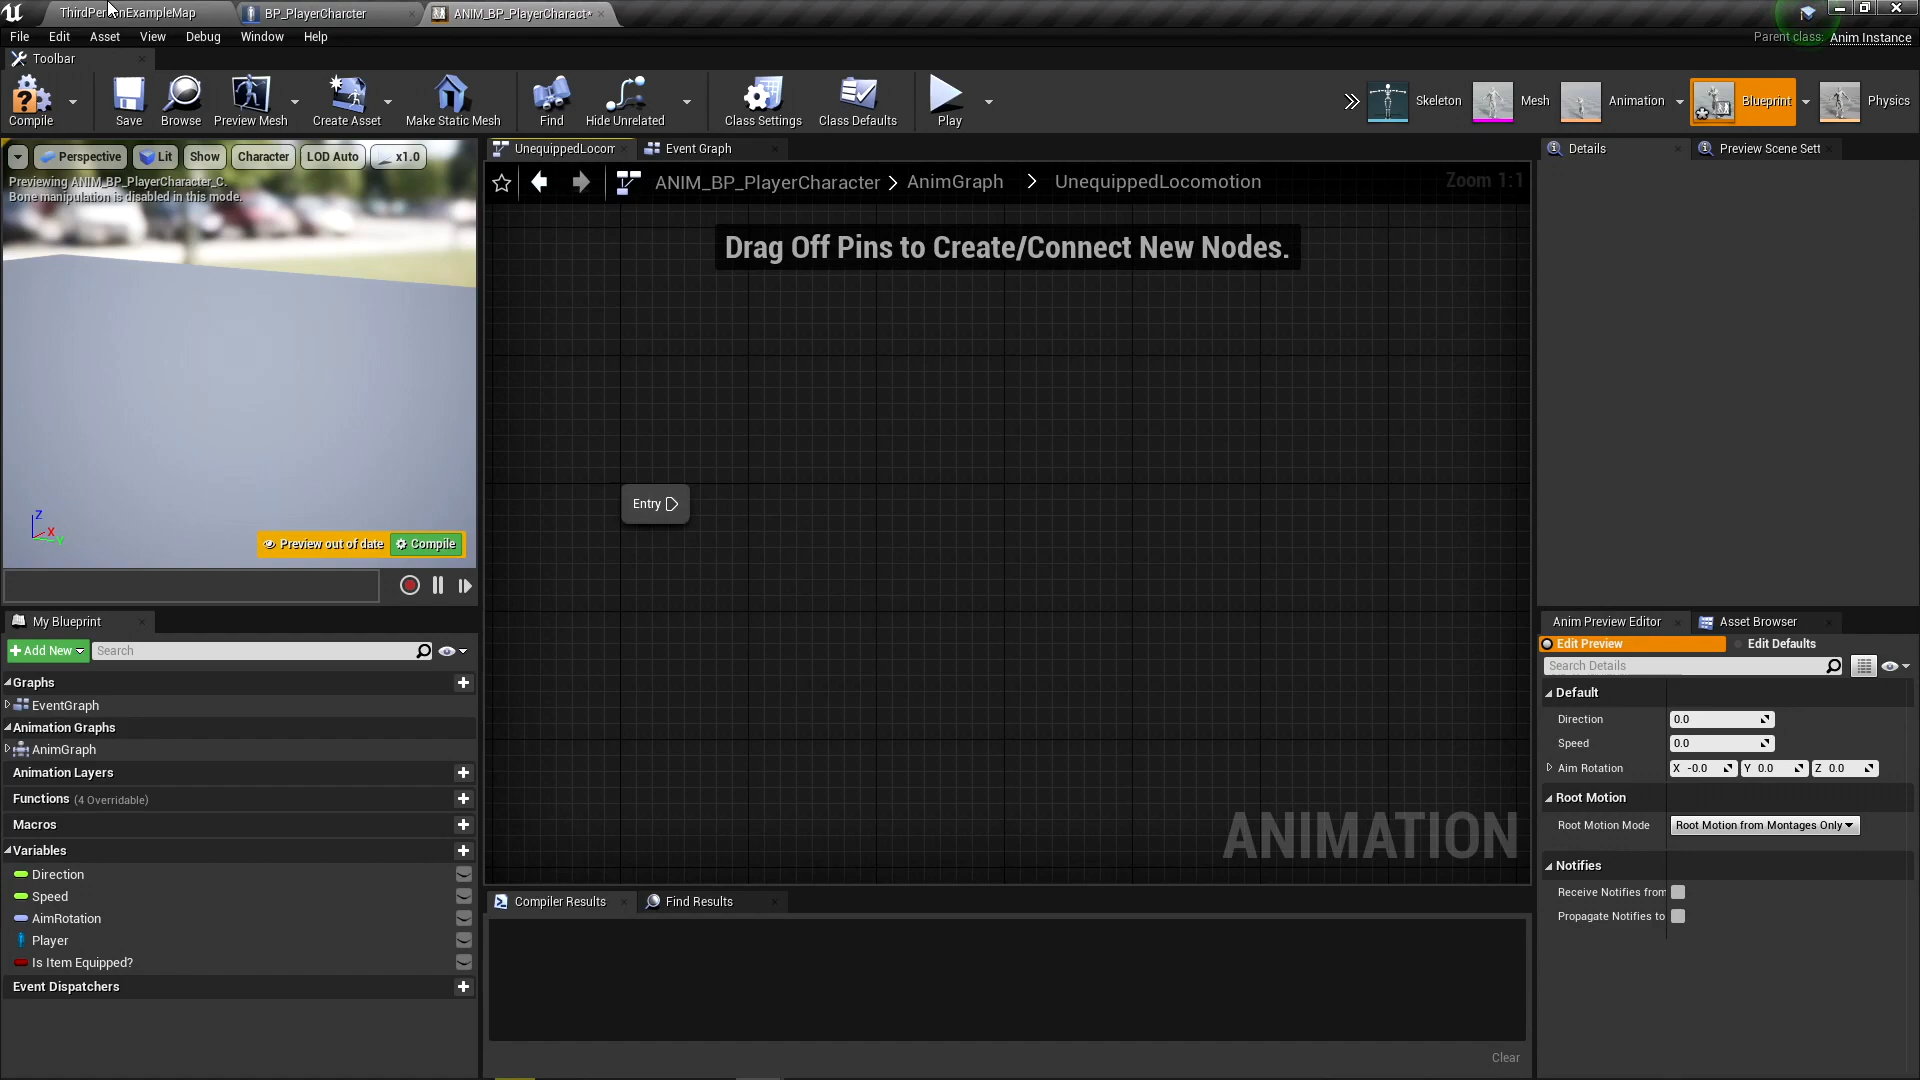 ThirdPersonExampleMap
BP_PlayerCharcter
ANIM_BP_PlayerCharact*
File Edit Asset View Debug Window Help
Parent class: Anim Instance
Toolbar
Compile
Save
Browse
Preview Mesh
Create Asset
Make Static Mesh
Find
Hide Unrelated
Class Settings
Class Defaults
Play
Skeleton
Mesh
Animation
Blueprint
Physics
Perspective
Lit
Show
Character
LOD Auto
x1.0
Previewing ANIM_BP_PlayerCharacter_C.
Bone manipulation is disabled in this mode.
Z
X
Y
Preview out of date
Compile
UnequippedLocom
Event Graph
ANIM_BP_PlayerCharacter > AnimGraph > UnequippedLocomotion
Zoom 1:1
Drag Off Pins to Create/Connect New Nodes.
Entry
ANIMATION
Details
Preview Scene Sett
My Blueprint
Add New
Search
Graphs
EventGraph
Animation Graphs
AnimGraph
Animation Layers
Functions (4 Overridable)
Macros
Variables
Direction
Speed
AimRotation
Player
Is Item Equipped?
Event Dispatchers
Compiler Results
Find Results
Clear
Anim Preview Editor
Asset Browser
Edit Preview
Edit Defaults
Search Details
Default
Direction 0.0
Speed 0.0
Aim Rotation X -0.0 Y 0.0 Z 0.0
Root Motion
Root Motion Mode Root Motion from Montages Only
Notifies
Receive Notifies from
Propagate Notifies to